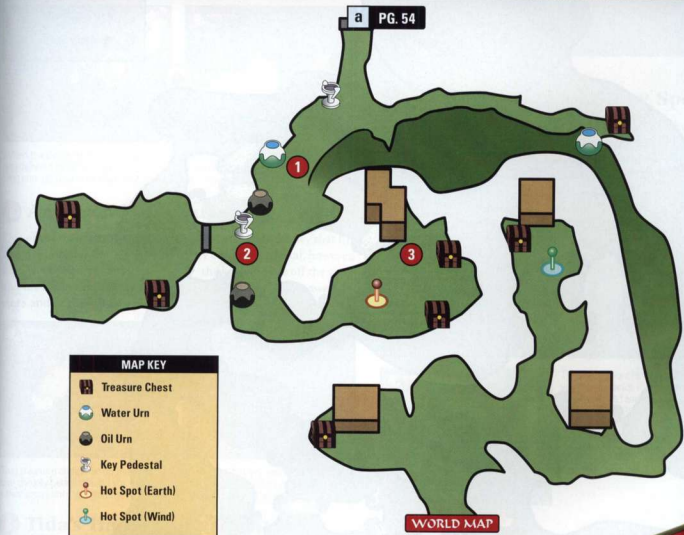 a PG. 54
1
2
3
MAP KEY
Treasure Chest
Water Urn
Oil Urn
Key Pedestal
Hot Spot (Earth)
Hot Spot (Wind)
WORLD MAP